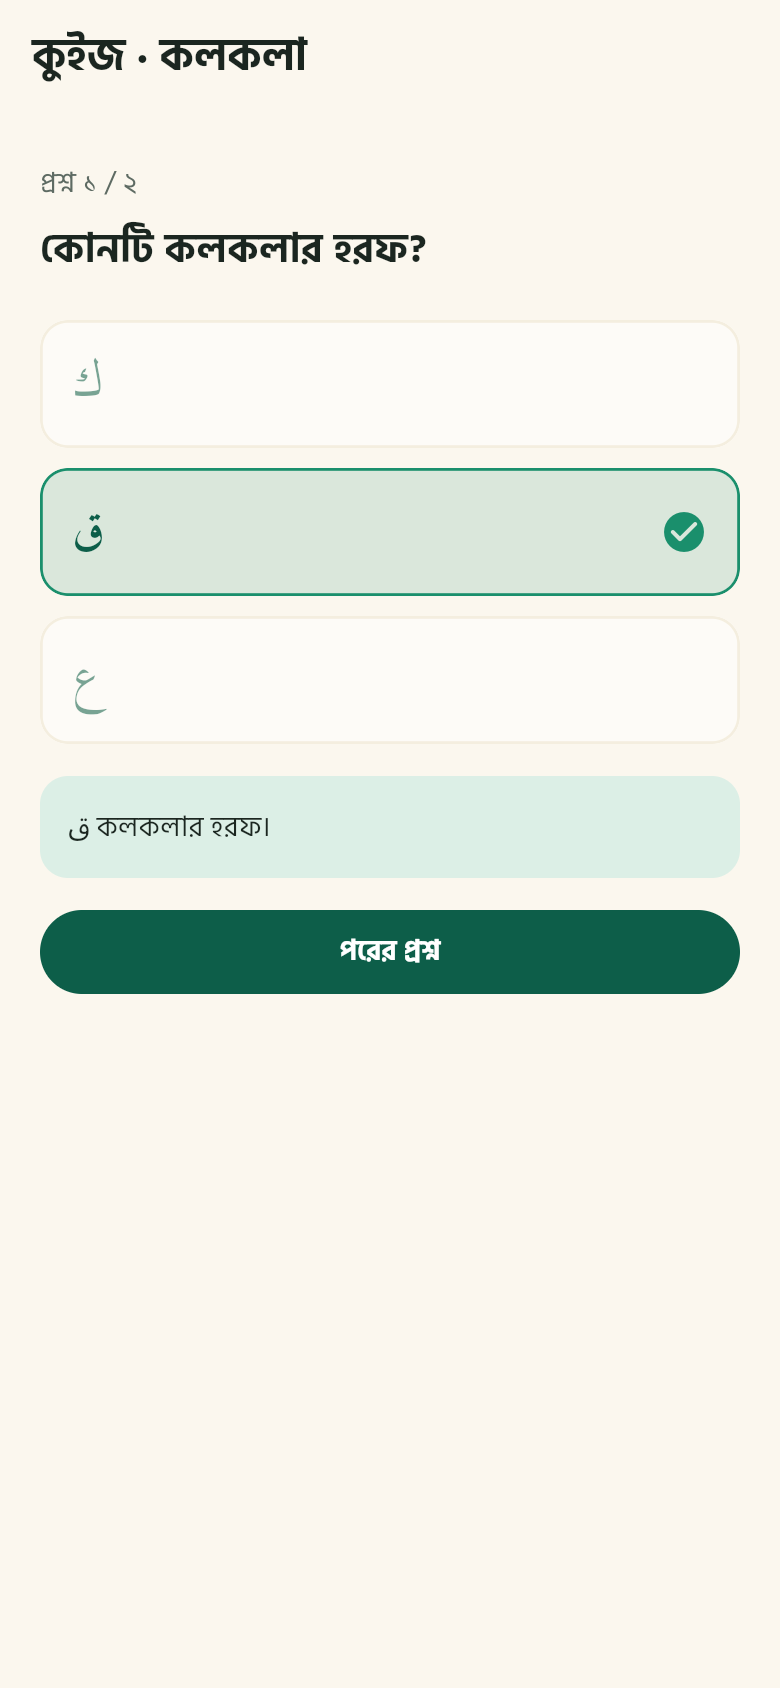 কুইজ · কলকলা
প্রশ্ন ১ / ২
কোনটি কলকলার হরফ?
ك
ق
ع
ق কলকলার হরফ।
পরের প্রশ্ন